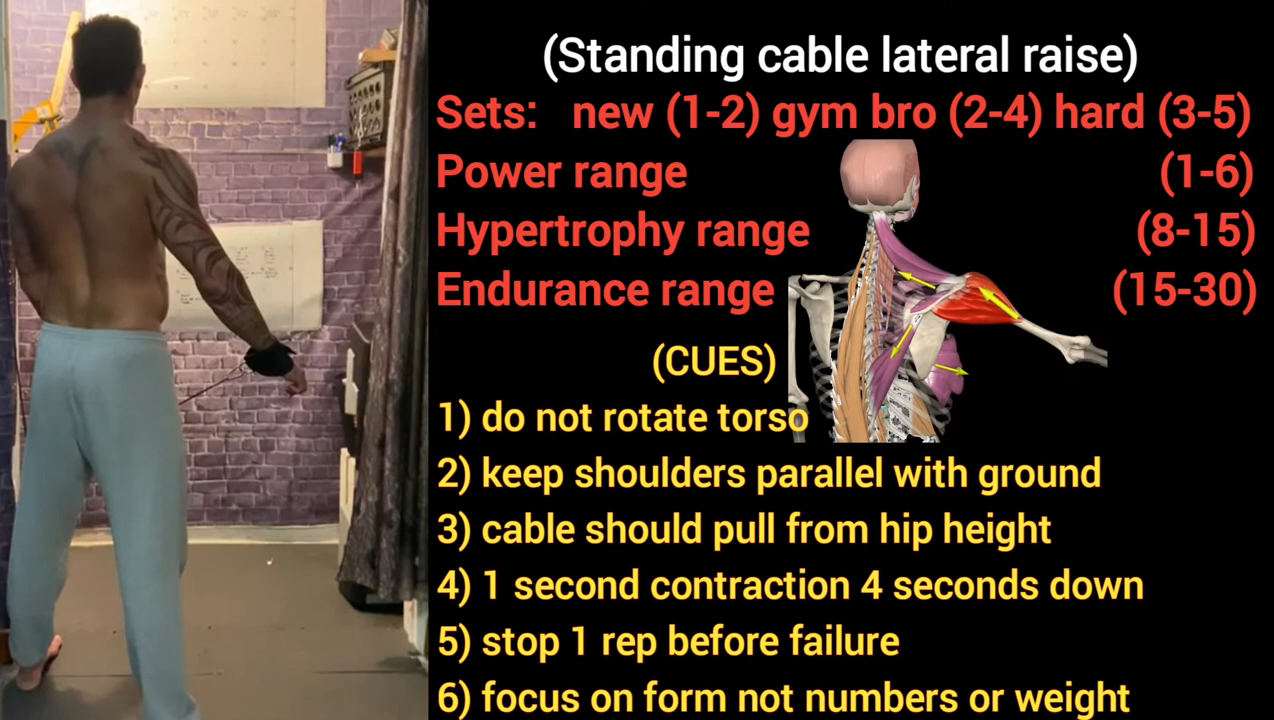 (Standing cable lateral raise)
Sets: new (1-2) gym bro (2-4) hard (3-5)
Power range (1-6)
Hypertrophy range (8-15)
Endurance range (15-30)
(CUES)
1) do not rotate torso
2) keep shoulders parallel with ground
3) cable should pull from hip height
4) 1 second contraction 4 seconds down
5) stop 1 rep before failure
6) focus on form not numbers or weight